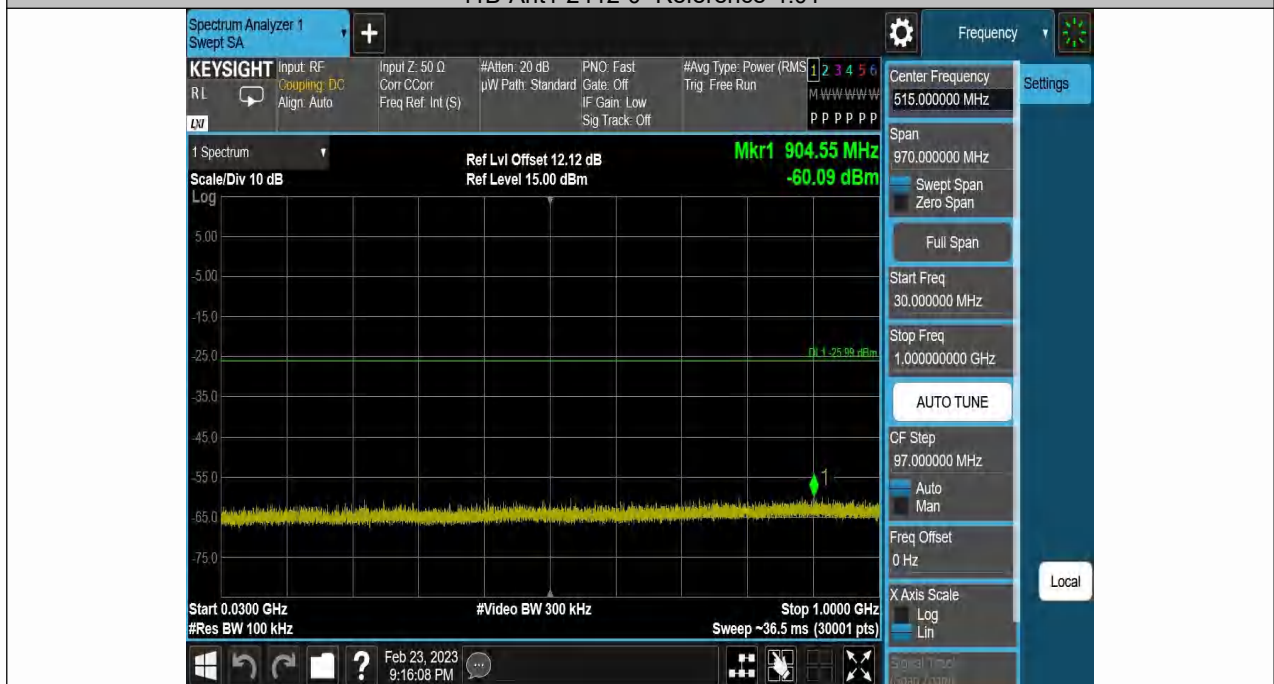 Spectrum Analyzer 1
Swept SA
+
Frequency
KEYSIGHT
RL
LXI
Input: RF
Coupling: DC
Align: Auto
Input Z: 50 Ω
Corr CCorr
Freq Ref: Int (S)
#Atten: 20 dB
µW Path: Standard
PNO: Fast
Gate: Off
IF Gain: Low
Sig Track: Off
#Avg Type: Power (RMS
Trig: Free Run
1 2 3 4 5 6
M W W W W W
P P P P P P
Center Frequency
515.000000 MHz
Settings
1 Spectrum
Scale/Div 10 dB
Ref Lvl Offset 12.12 dB
Ref Level 15.00 dBm
Mkr1 904.55 MHz
-60.09 dBm
Span
970.000000 MHz
Swept Span
Zero Span
Full Span
Start Freq
30.000000 MHz
Stop Freq
1.000000000 GHz
AUTO TUNE
CF Step
97.000000 MHz
Auto
Man
Freq Offset
0 Hz
X Axis Scale
Log
Lin
Local
Log
5.00
-5.00
-15.0
-25.0
DL1 -25.99 dBm
-35.0
-45.0
-55.0
1
-65.0
-75.0
Start 0.0300 GHz
#Res BW 100 kHz
#Video BW 300 kHz
Stop 1.0000 GHz
Sweep ~36.5 ms (30001 pts)
?
Feb 23, 2023
9:16:08 PM